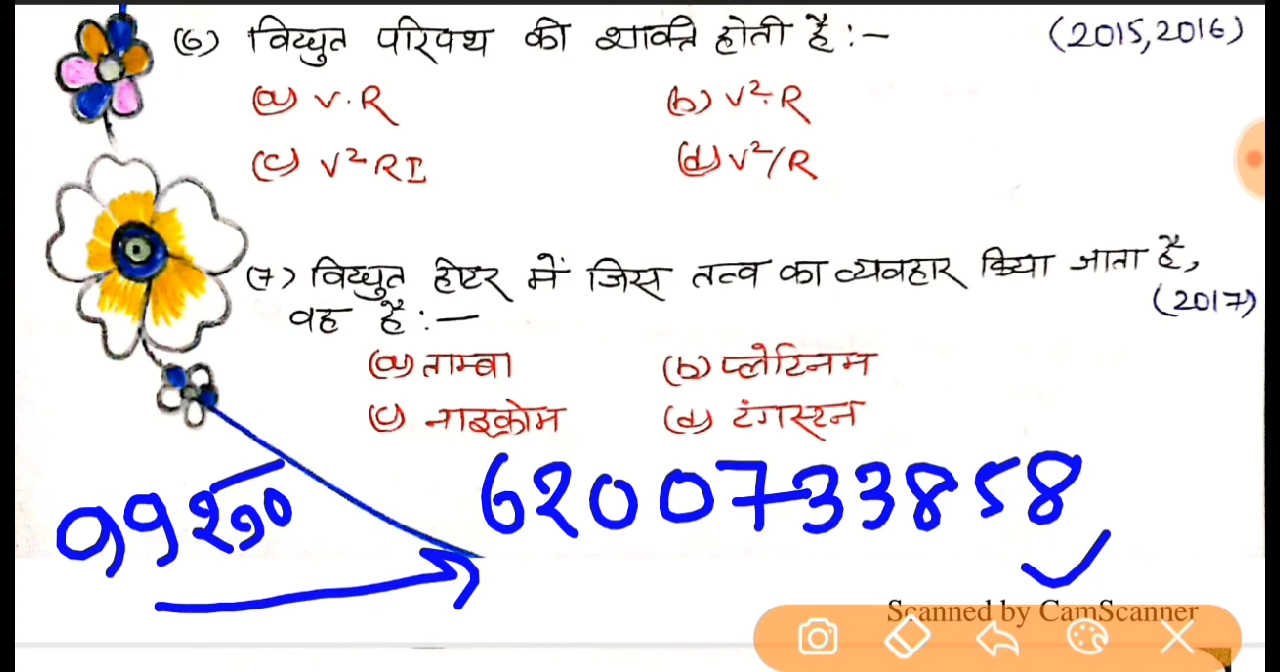 (6) विद्युत परिपथ की शक्ति होती है :- (2015,2016)
(a) V.R (b) V².R
(c) V²RI (d) V²/R
(7) विद्युत हीटर में जिस तत्व का व्यवहार किया जाता है,
वह है :- (2017)
(a) ताम्बा (b) प्लेटिनम
(c) नाइक्रोम (d) टंगस्टन
6200733858
Scanned by CamScanner